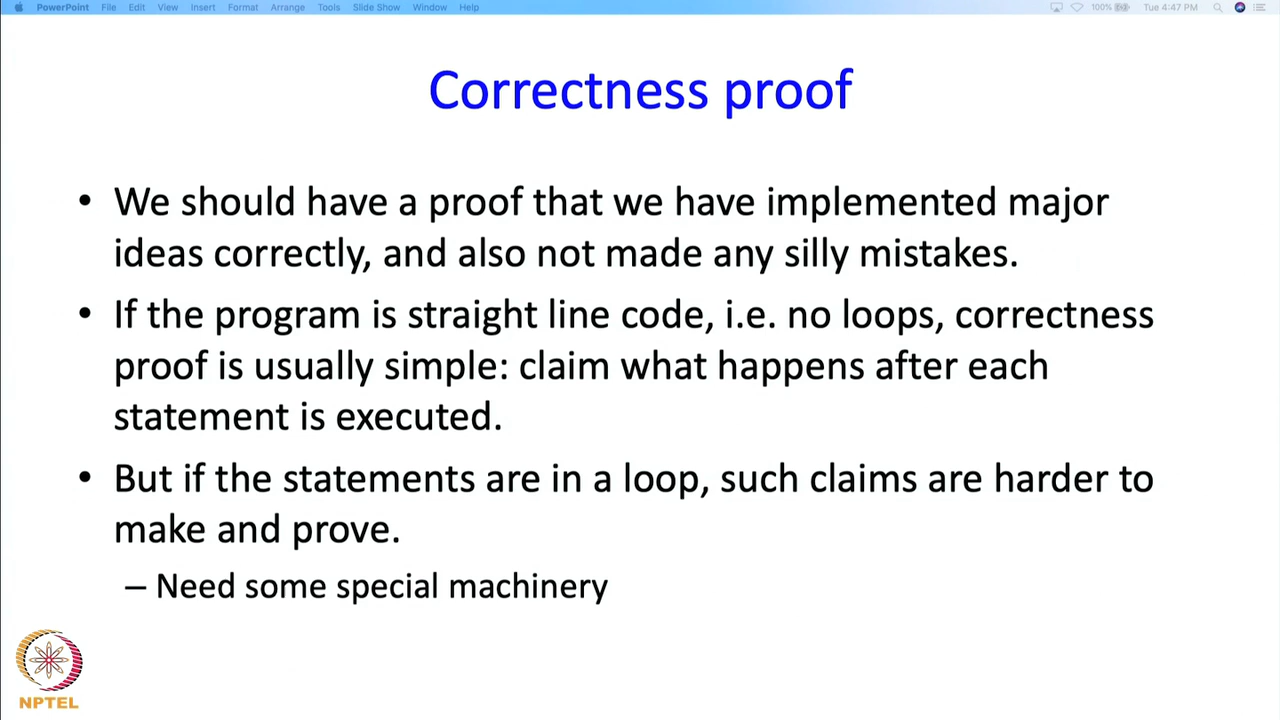 PowerPoint File Edit View Insert Format Arrange Tools Slide Show Window Help 100% Tue 4:47 PM
Correctness proof
• We should have a proof that we have implemented major
ideas correctly, and also not made any silly mistakes.
• If the program is straight line code, i.e. no loops, correctness
proof is usually simple: claim what happens after each
statement is executed.
• But if the statements are in a loop, such claims are harder to
make and prove.
– Need some special machinery
NPTEL